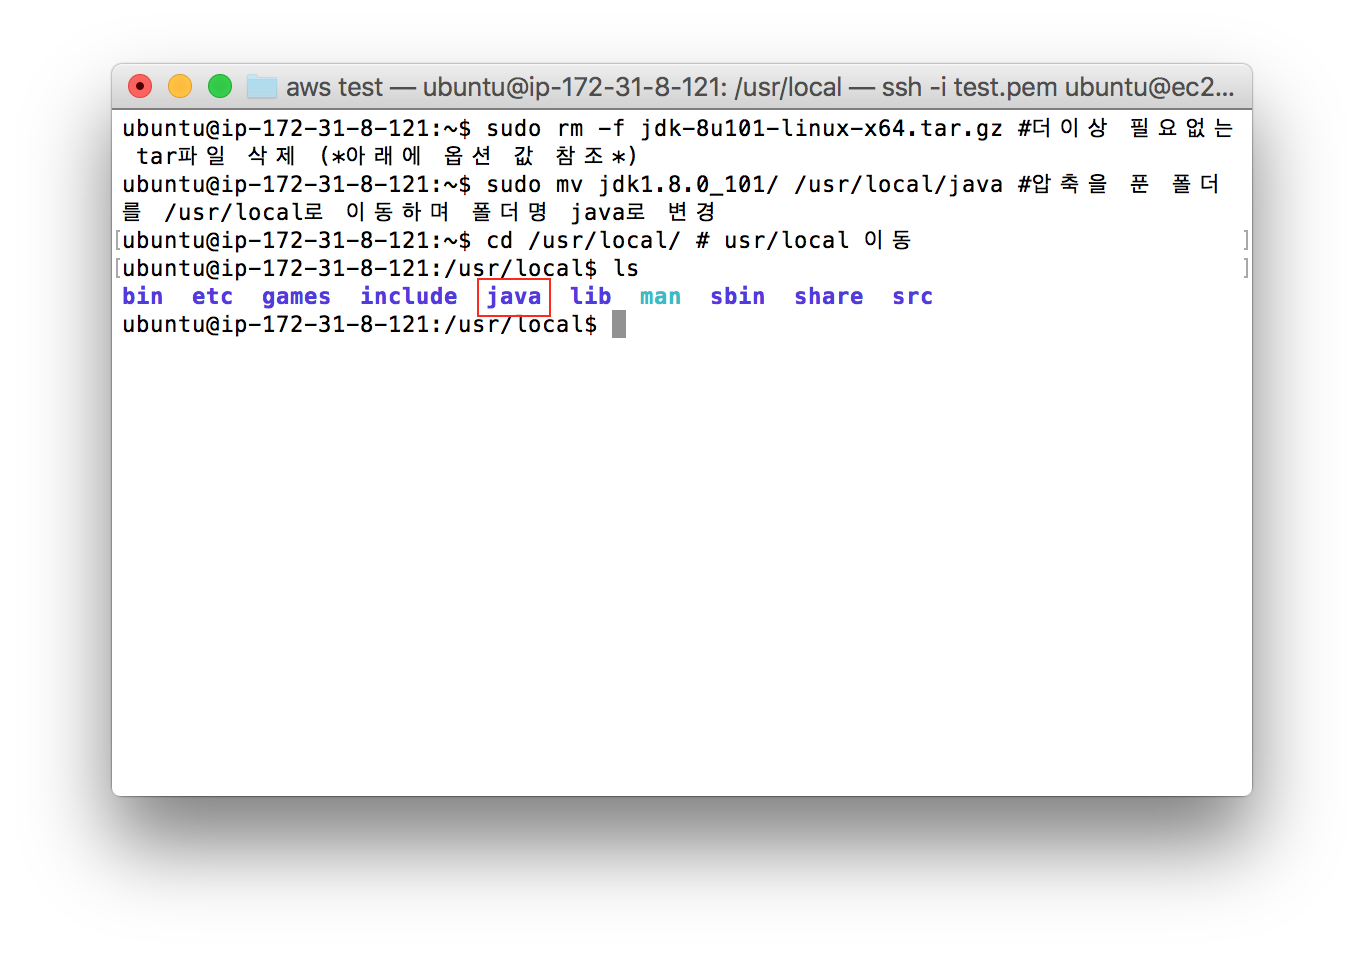 aws test — ubuntu@ip-172-31-8-121: /usr/local — ssh -i test.pem ubuntu@ec2...
ubuntu@ip-172-31-8-121:~$ sudo rm -f jdk-8u101-linux-x64.tar.gz #더이상 필요없는
tar파일 삭제 (*아래에 옵션 값 참조*)
ubuntu@ip-172-31-8-121:~$ sudo mv jdk1.8.0_101/ /usr/local/java #압축을 푼 폴더
를 /usr/local로 이동하며 폴더명 java로 변경
[ubuntu@ip-172-31-8-121:~$ cd /usr/local/ # usr/local 이동 ]
[ubuntu@ip-172-31-8-121:/usr/local$ ls ]
bin etc games include java lib man sbin share src
ubuntu@ip-172-31-8-121:/usr/local$